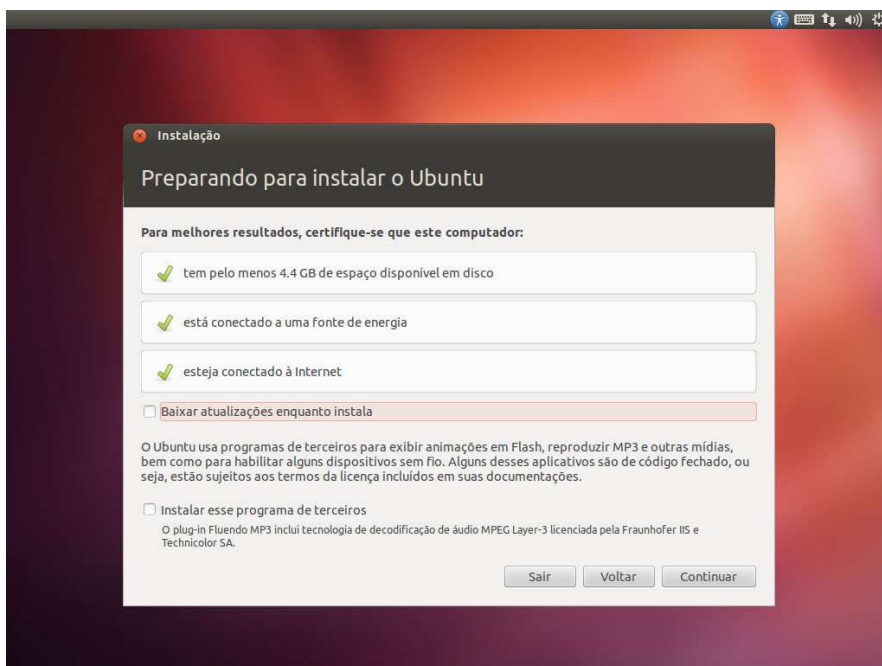 Instalação
Preparando para instalar o Ubuntu
Para melhores resultados, certifique-se que este computador:
tem pelo menos 4.4 GB de espaço disponível em disco
está conectado a uma fonte de energia
esteja conectado à Internet
Baixar atualizações enquanto instala
O Ubuntu usa programas de terceiros para exibir animações em Flash, reproduzir MP3 e outras mídias,
bem como para habilitar alguns dispositivos sem fio. Alguns desses aplicativos são de código fechado, ou
seja, estão sujeitos aos termos da licença incluídos em suas documentações.
Instalar esse programa de terceiros
O plug-in Fluendo MP3 inclui tecnologia de decodificação de áudio MPEG Layer-3 licenciada pela Fraunhofer IIS e
Technicolor SA.
Sair Voltar Continuar